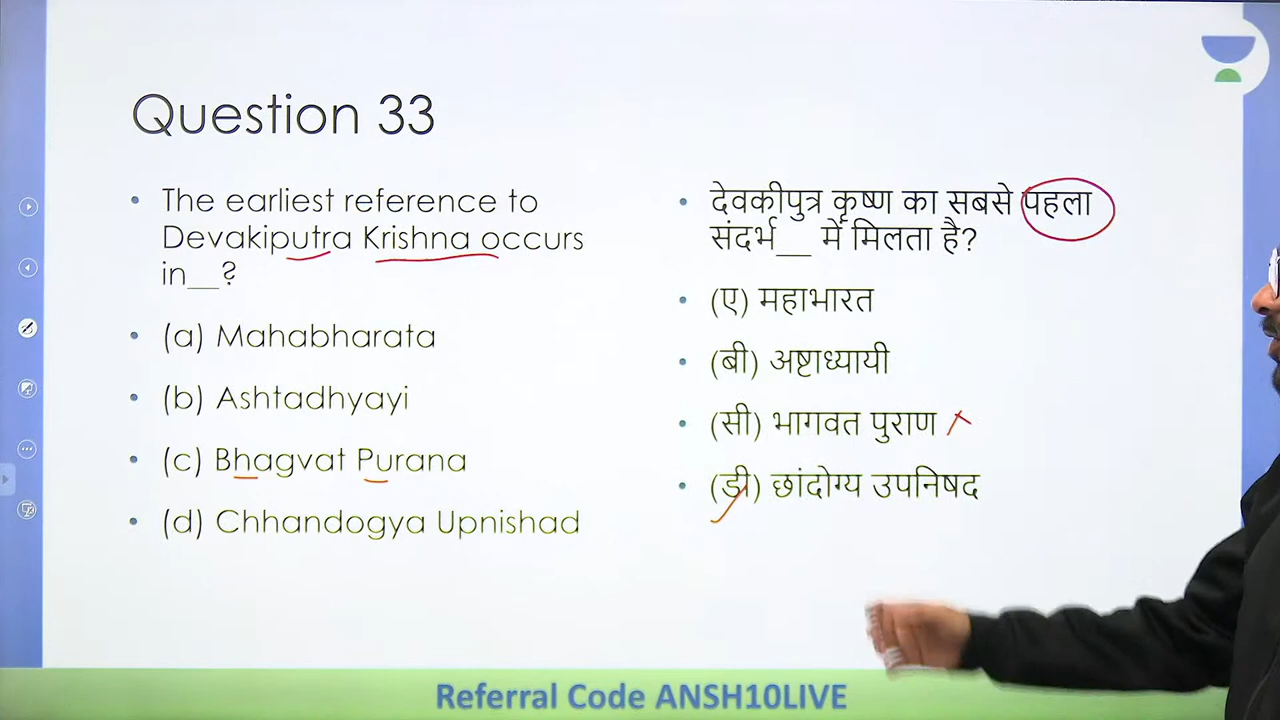 Question 33
The earliest reference to
Devakiputra Krishna occurs
in__?
(a) Mahabharata
(b) Ashtadhyayi
(c) Bhagvat Purana
(d) Chhandogya Upnishad
देवकीपुत्र कृष्ण का सबसे पहला
संदर्भ__ में मिलता है?
(ए) महाभारत
(बी) अष्टाध्यायी
(सी) भागवत पुराण
(डी) छांदोग्य उपनिषद
Referral Code ANSH10LIVE